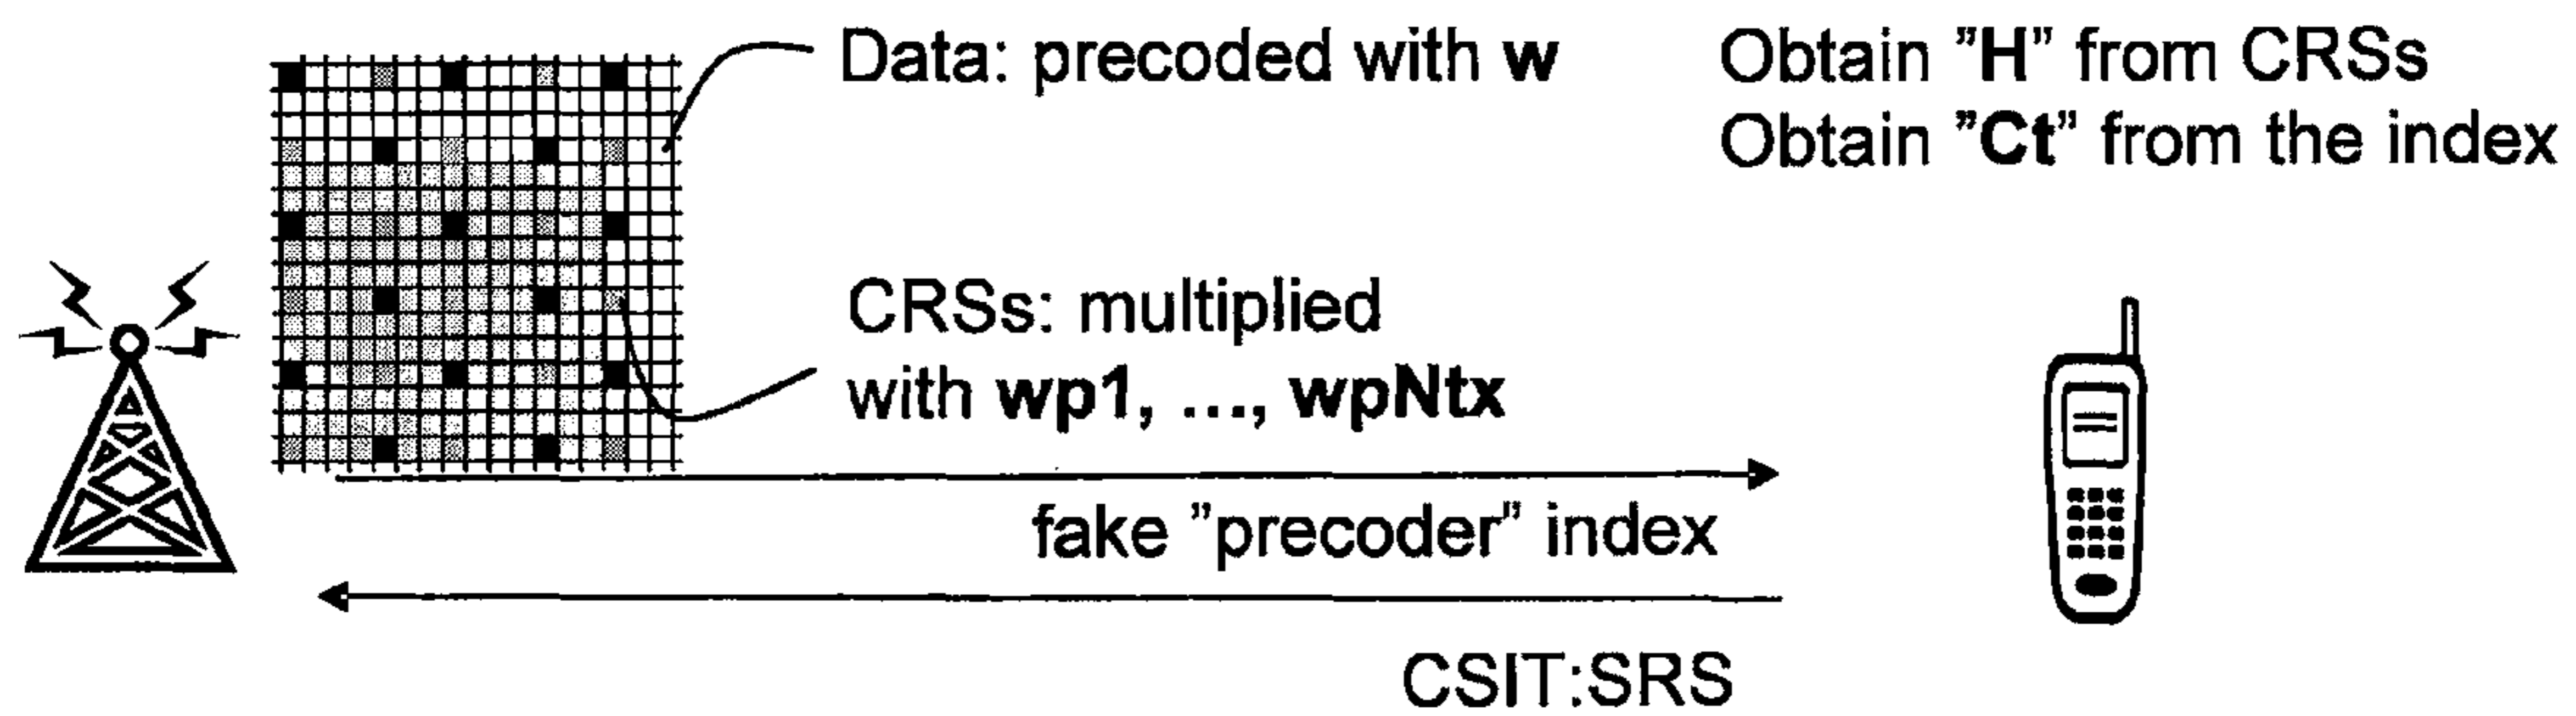 Data: precoded with w
Obtain ”H” from CRSs
Obtain ”Ct” from the index
CRSs: multiplied
with wp1, ..., wpNtx
fake ”precoder” index
CSIT:SRS